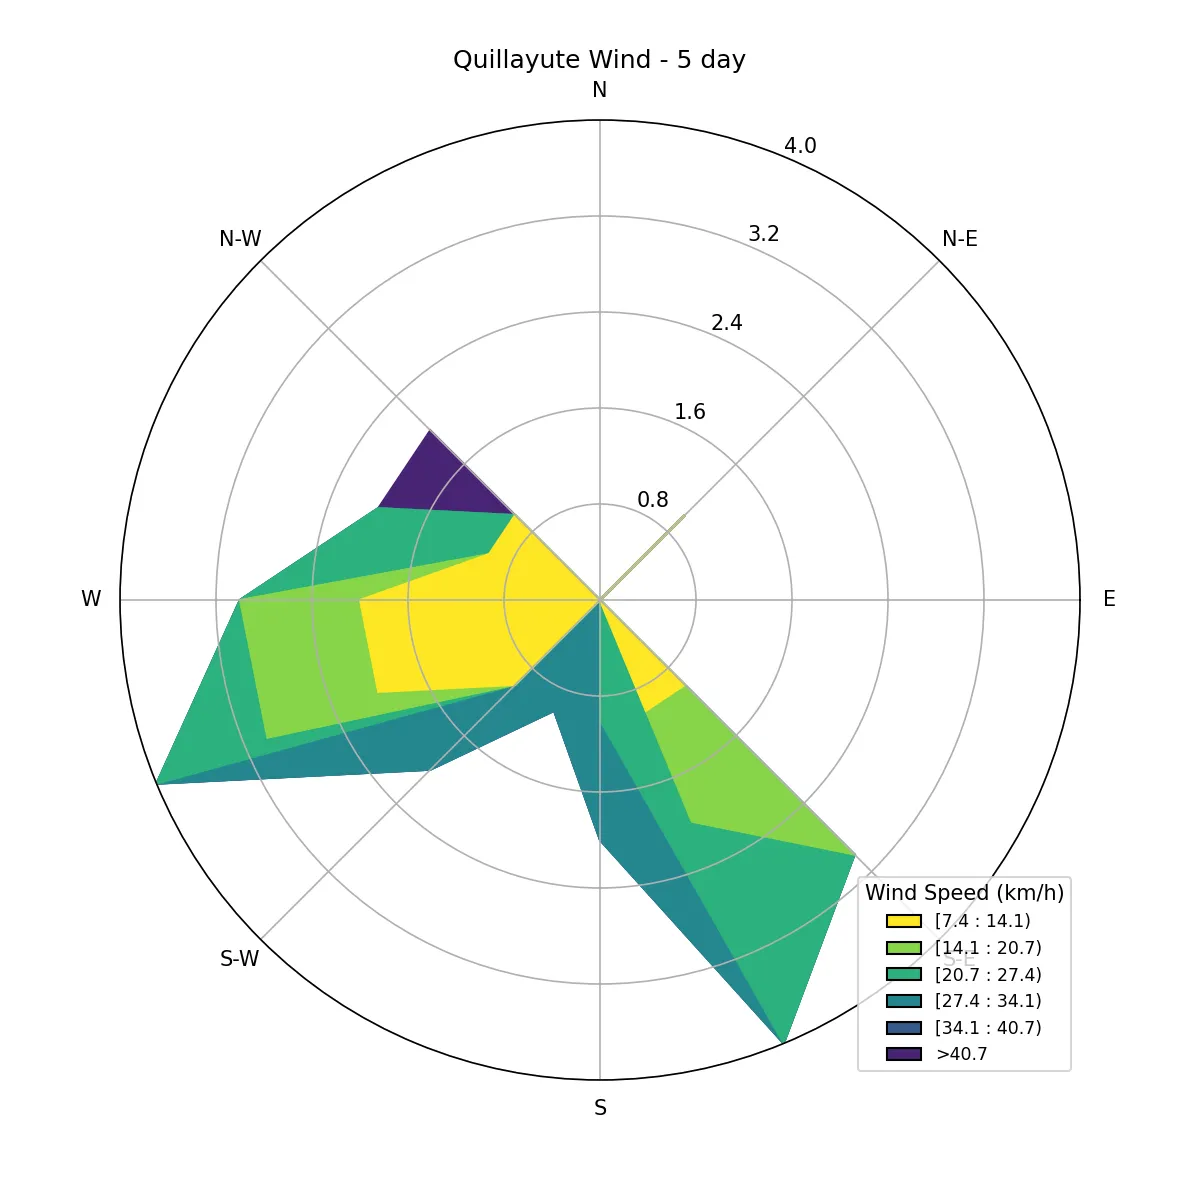 Quillayute Wind - 5 day
N
4.0
N-W
3.2
N-E
2.4
1.6
0.8
W
E
Wind Speed (km/h)
[7.4 : 14.1)
[14.1 : 20.7)
S-W
S-E
[20.7 : 27.4)
[27.4 : 34.1)
[34.1 : 40.7)
>40.7
S